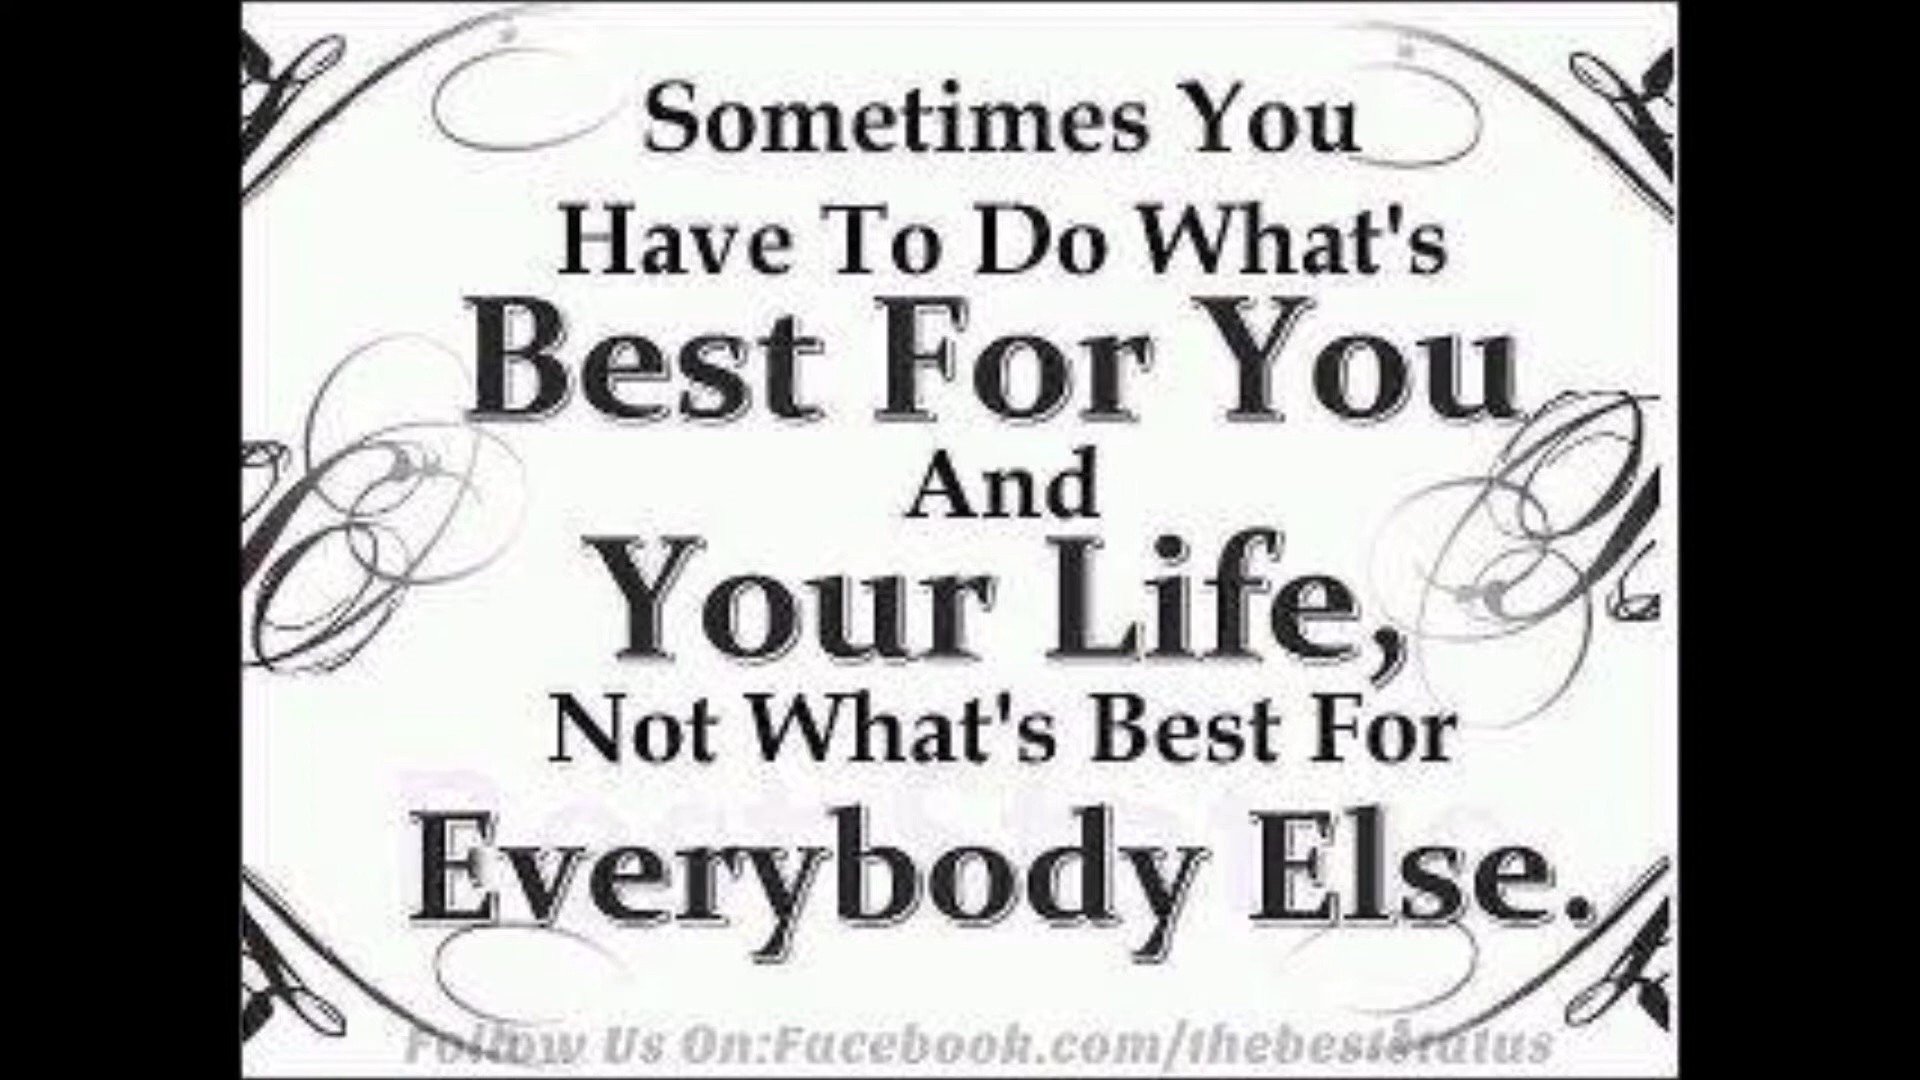 Sometimes You
Have To Do What's
Best For You
And
Your Life,
Not What's Best For
Everybody Else.
Follow Us On:Facebook.com/thebeststatus